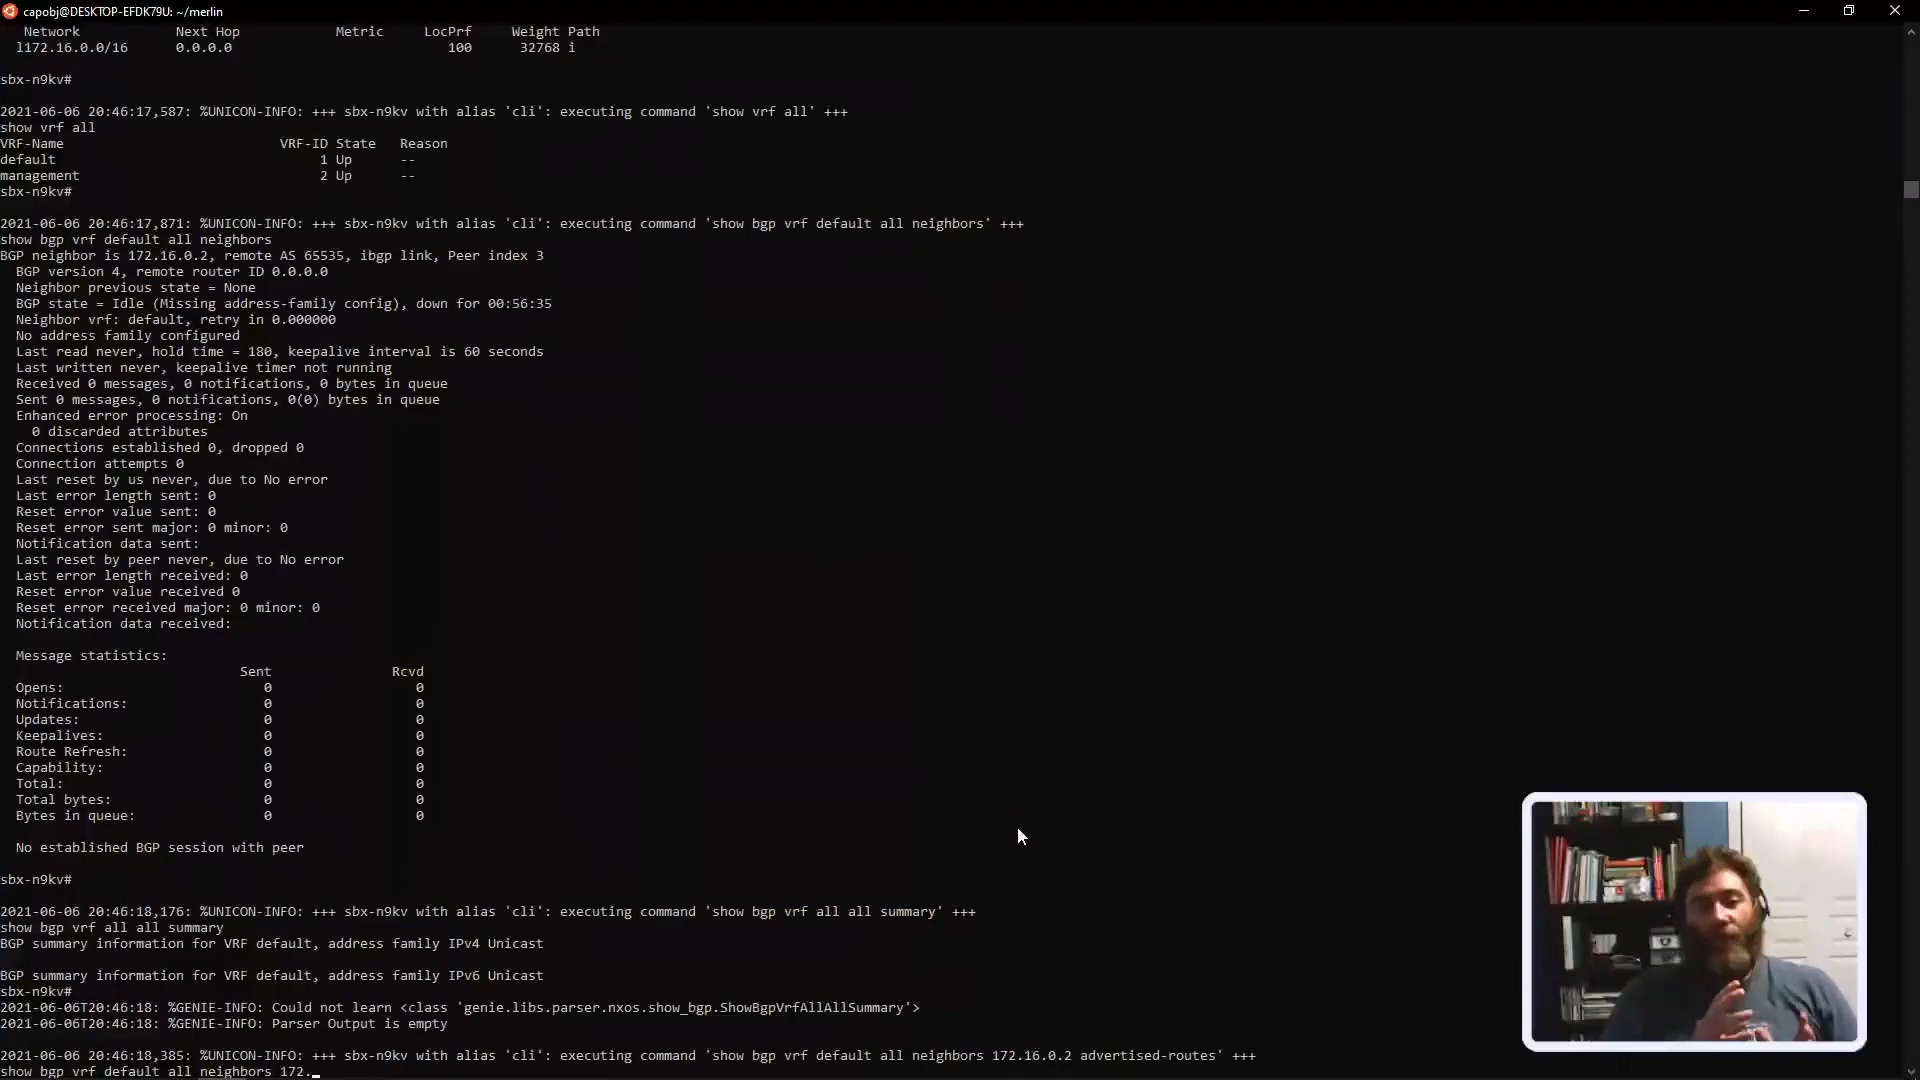 capobj@DESKTOP-EFDK79U: ~/merlin
Network Next Hop Metric LocPrf Weight Path
l172.16.0.0/16 0.0.0.0 100 32768 i
sbx-n9kv#
2021-06-06 20:46:17,587: %UNICON-INFO: +++ sbx-n9kv with alias 'cli': executing command 'show vrf all' +++
show vrf all
VRF-Name VRF-ID State Reason
default 1 Up --
management 2 Up --
sbx-n9kv#
2021-06-06 20:46:17,871: %UNICON-INFO: +++ sbx-n9kv with alias 'cli': executing command 'show bgp vrf default all neighbors' +++
show bgp vrf default all neighbors
BGP neighbor is 172.16.0.2, remote AS 65535, ibgp link, Peer index 3
BGP version 4, remote router ID 0.0.0.0
Neighbor previous state = None
BGP state = Idle (Missing address-family config), down for 00:56:35
Neighbor vrf: default, retry in 0.000000
No address family configured
Last read never, hold time = 180, keepalive interval is 60 seconds
Last written never, keepalive timer not running
Received 0 messages, 0 notifications, 0 bytes in queue
Sent 0 messages, 0 notifications, 0(0) bytes in queue
Enhanced error processing: On
0 discarded attributes
Connections established 0, dropped 0
Connection attempts 0
Last reset by us never, due to No error
Last error length sent: 0
Reset error value sent: 0
Reset error sent major: 0 minor: 0
Notification data sent:
Last reset by peer never, due to No error
Last error length received: 0
Reset error value received 0
Reset error received major: 0 minor: 0
Notification data received:
Message statistics:
Sent Rcvd
Opens: 0 0
Notifications: 0 0
Updates: 0 0
Keepalives: 0 0
Route Refresh: 0 0
Capability: 0 0
Total: 0 0
Total bytes: 0 0
Bytes in queue: 0 0
No established BGP session with peer
sbx-n9kv#
2021-06-06 20:46:18,176: %UNICON-INFO: +++ sbx-n9kv with alias 'cli': executing command 'show bgp vrf all all summary' +++
show bgp vrf all all summary
BGP summary information for VRF default, address family IPv4 Unicast
BGP summary information for VRF default, address family IPv6 Unicast
sbx-n9kv#
2021-06-06T20:46:18: %GENIE-INFO: Could not learn <class 'genie.libs.parser.nxos.show_bgp.ShowBgpVrfAllAllSummary'>
2021-06-06T20:46:18: %GENIE-INFO: Parser Output is empty
2021-06-06 20:46:18,385: %UNICON-INFO: +++ sbx-n9kv with alias 'cli': executing command 'show bgp vrf default all neighbors 172.16.0.2 advertised-routes' +++
show bgp vrf default all neighbors 172.